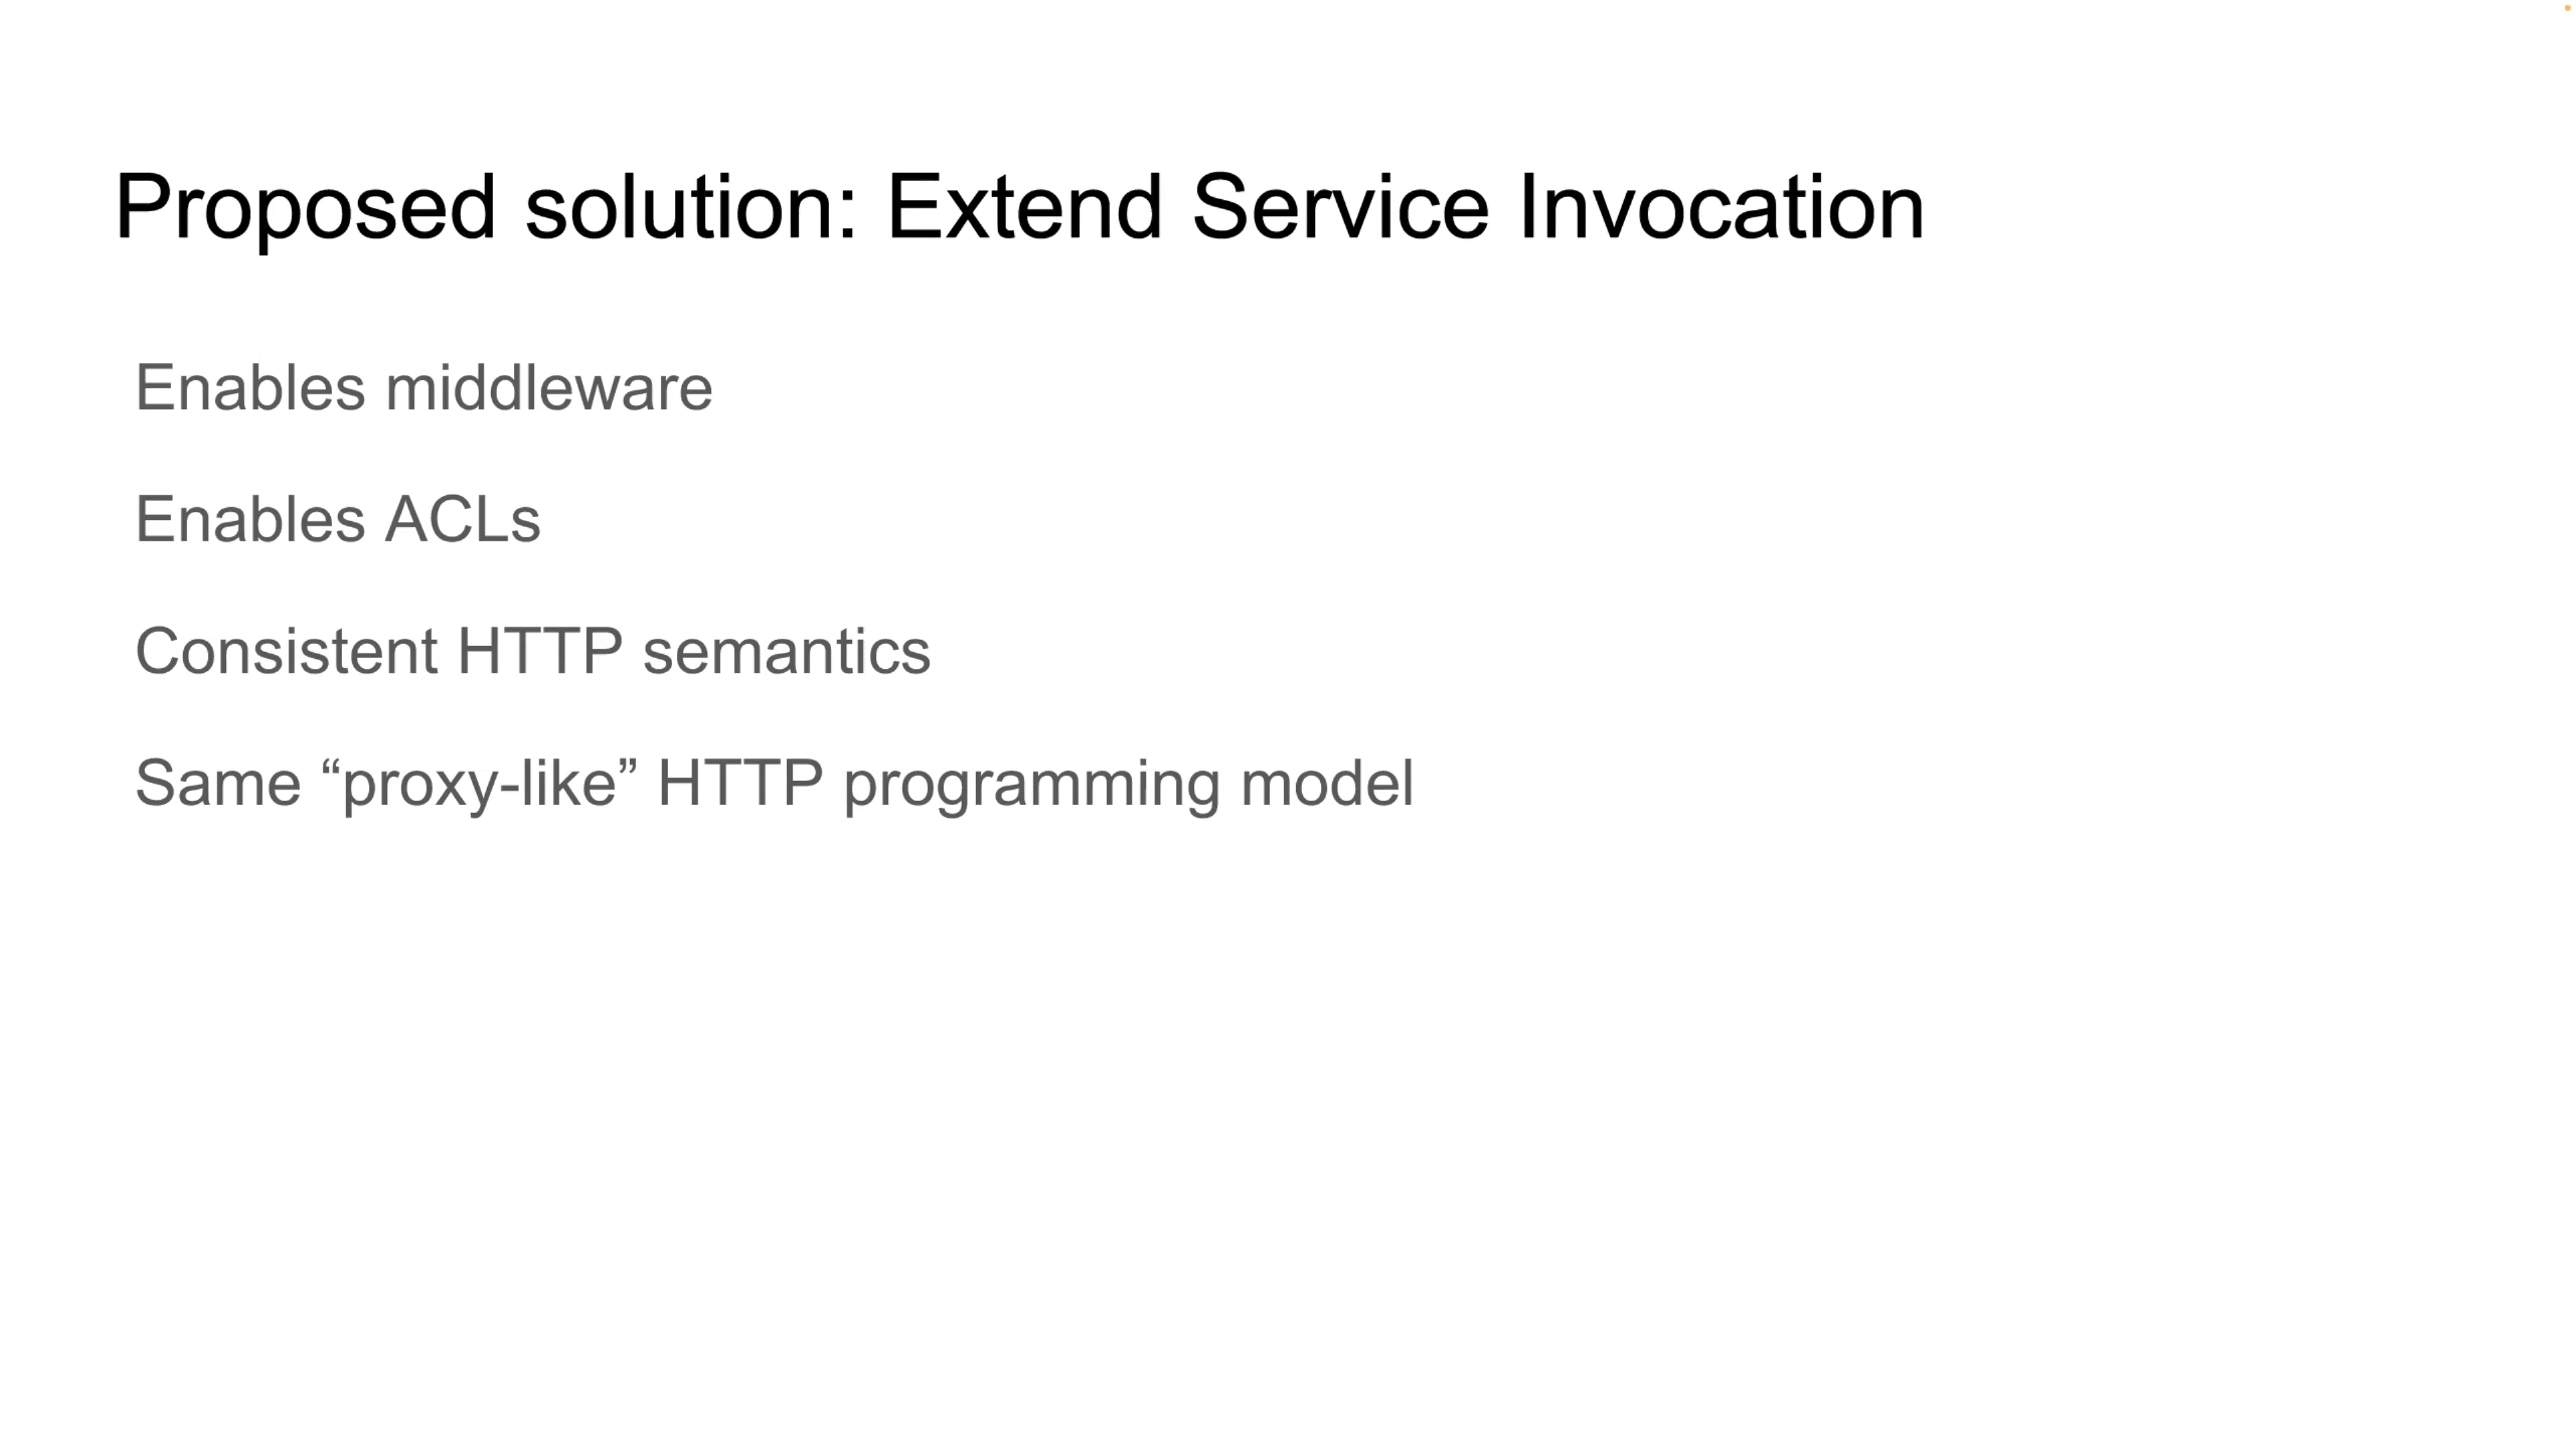 Proposed solution: Extend Service Invocation
Enables middleware
Enables ACLs
Consistent HTTP semantics
Same “proxy-like” HTTP programming model